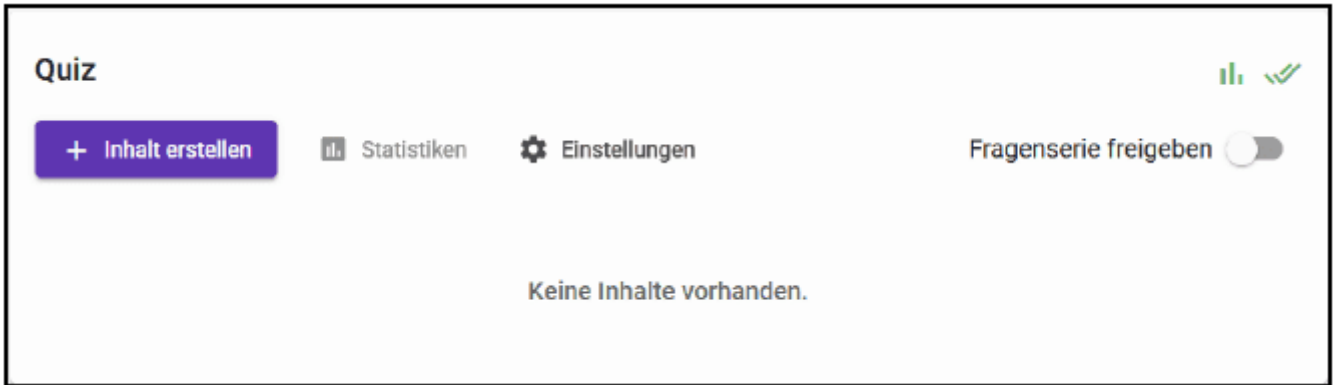 Quiz
+ Inhalt erstellen Statistiken Einstellungen Fragenserie freigeben
Keine Inhalte vorhanden.